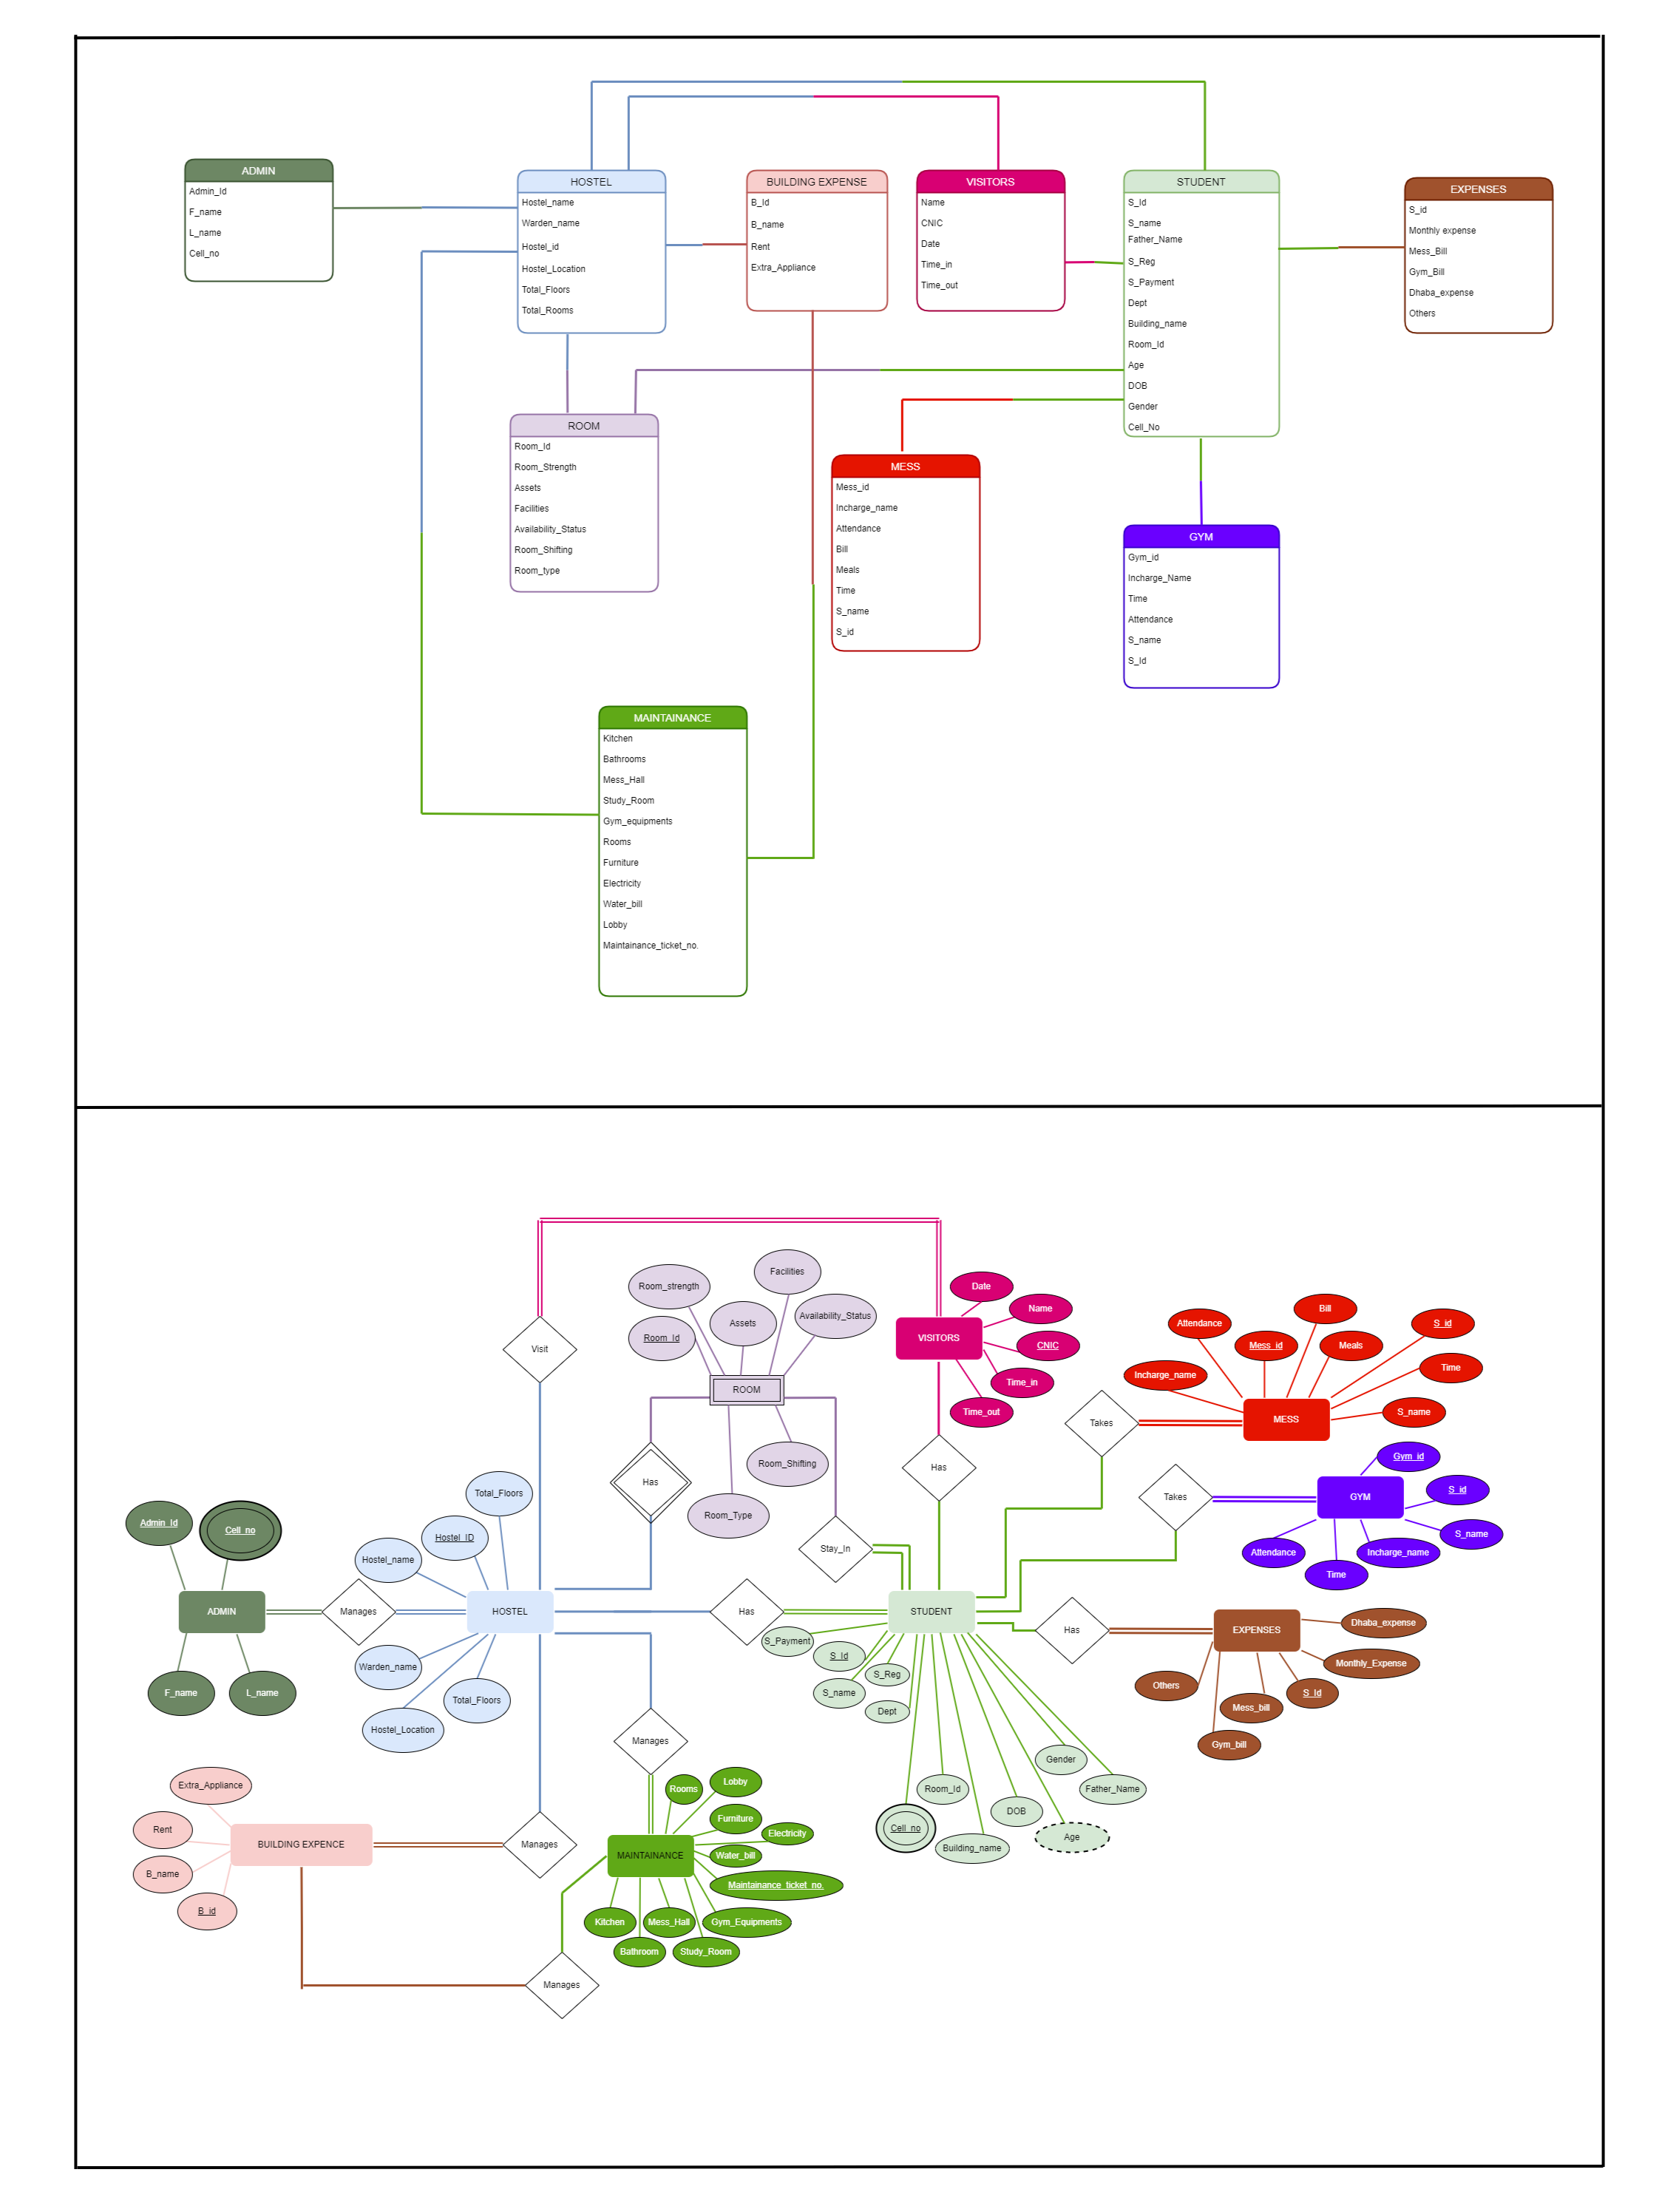 ADMIN
Admin_Id
F_name
L_name
Cell_no
HOSTEL
Hostel_name
Warden_name
Hostel_id
Hostel_Location
Total_Floors
Total_Rooms
BUILDING EXPENSE
B_Id
B_name
Rent
Extra_Appliance
VISITORS
Name
CNIC
Date
Time_in
Time_out
STUDENT
S_Id
S_name
Father_Name
S_Reg
S_Payment
Dept
Building_name
Room_Id
Age
DOB
Gender
Cell_No
EXPENSES
S_id
Monthly expense
Mess_Bill
Gym_Bill
Dhaba_expense
Others
ROOM
Room_Id
Room_Strength
Assets
Facilities
Availability_Status
Room_Shifting
Room_type
MESS
Mess_id
Incharge_name
Attendance
Bill
Meals
Time
S_name
S_id
GYM
Gym_id
Incharge_Name
Time
Attendance
S_name
S_Id
MAINTAINANCE
Kitchen
Bathrooms
Mess_Hall
Study_Room
Gym_equipments
Rooms
Furniture
Electricity
Water_bill
Lobby
Maintainance_ticket_no.
Visit
Room_strength
Facilities
Room_Id
Assets
Availability_Status
ROOM
Room_Shifting
Room_Type
Has
Stay_In
Date
Name
VISITORS
CNIC
Time_in
Time_out
Has
Attendance
Bill
S_id
Mess_id
Meals
Incharge_name
Time
MESS
S_name
Takes
Takes
Gym_id
GYM
S_id
S_name
Attendance
Incharge_name
Time
Admin_Id
Cell_no
ADMIN
F_name
L_name
Manages
Total_Floors
Hostel_ID
Hostel_name
HOSTEL
Warden_name
Total_Floors
Hostel_Location
Has
STUDENT
S_Payment
S_Id
S_Reg
S_name
Dept
Gender
Room_Id
Father_Name
DOB
Cell_no
Age
Building_name
Has
EXPENSES
Dhaba_expense
Monthly_Expense
Others
S_Id
Mess_bill
Gym_bill
Manages
Extra_Appliance
Rent
BUILDING EXPENCE
B_name
B_id
Manages
Rooms
Lobby
Furniture
Electricity
MAINTAINANCE
Water_bill
Maintainance_ticket_no.
Kitchen
Mess_Hall
Gym_Equipments
Bathroom
Study_Room
Manages